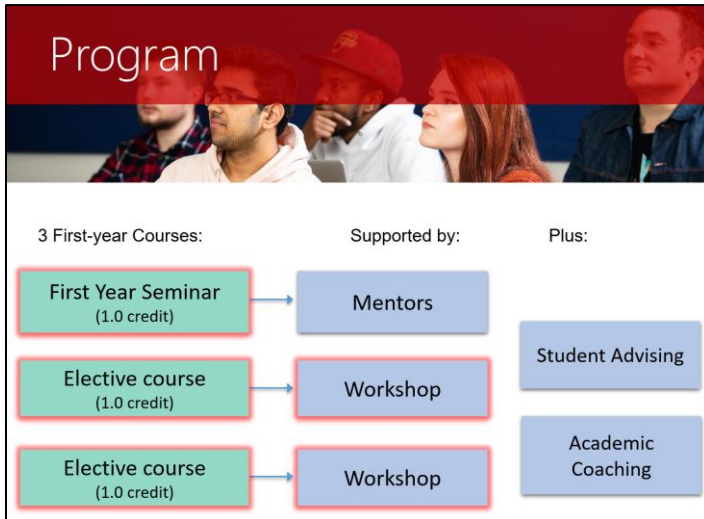 Program
3 First-year Courses:
Supported by:
Plus:
First Year Seminar
(1.0 credit)
Mentors
Elective course
(1.0 credit)
Workshop
Student Advising
Elective course
(1.0 credit)
Workshop
Academic
Coaching